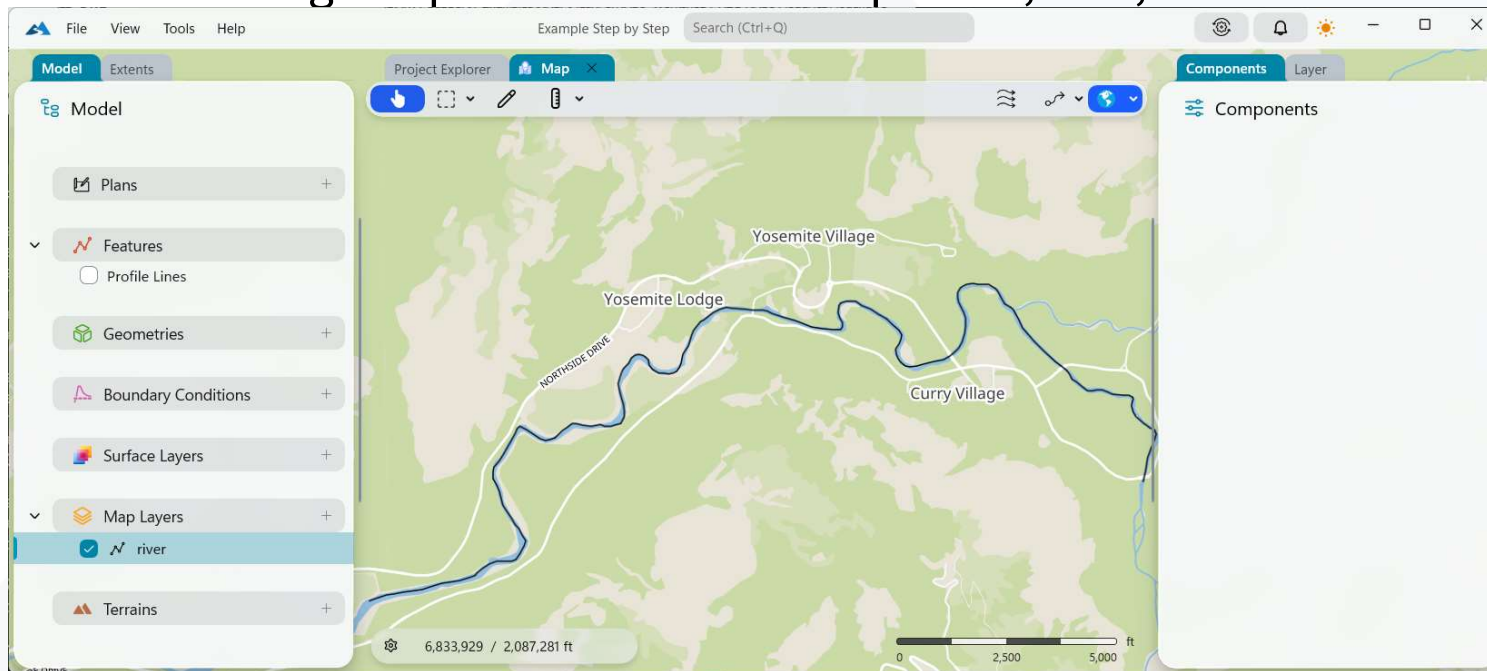 File View Tools Help Example Step by Step Search (Ctrl+Q)
Model Extents Project Explorer Map Components Layer
Model
Components
Plans
Features
Profile Lines
Geometries
Boundary Conditions
Surface Layers
Map Layers
river
Terrains
Yosemite Village
Yosemite Lodge
NORTHSIDE DRIVE
Curry Village
6,833,929 / 2,087,281 ft
ft
0 2,500 5,000